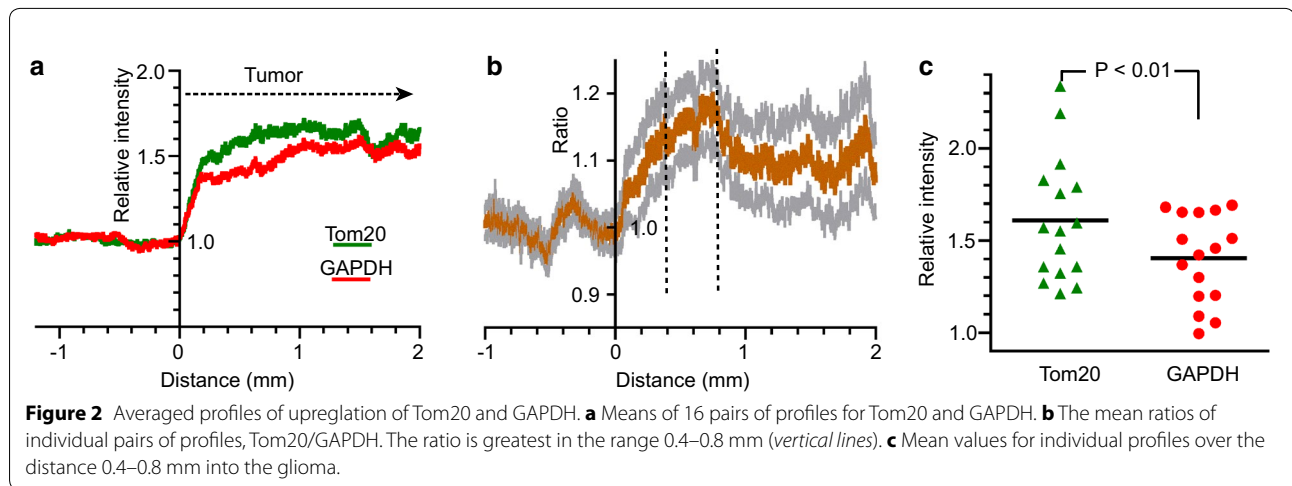 a
Relative intensity
2.0
1.5
1.0
Tumor
Tom20
GAPDH
-1 0 1 2
Distance (mm)
b
Ratio
1.2
1.1
1.0
0.9
-1 0 1 2
Distance (mm)
c
P < 0.01
Relative intensity
2.0
1.5
1.0
Tom20 GAPDH
Figure 2 Averaged profiles of upreglation of Tom20 and GAPDH. a Means of 16 pairs of profiles for Tom20 and GAPDH. b The mean ratios of
individual pairs of profiles, Tom20/GAPDH. The ratio is greatest in the range 0.4–0.8 mm (vertical lines). c Mean values for individual profiles over the
distance 0.4–0.8 mm into the glioma.